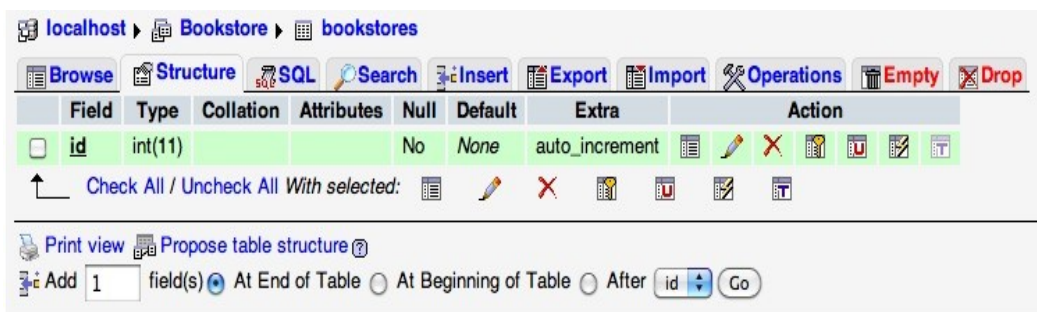 localhost Bookstore bookstores
Browse Structure SQL Search Insert Export Import Operations Empty Drop
Field Type Collation Attributes Null Default Extra Action
id int(11) No None auto_increment
Check All / Uncheck All With selected:
Print view Propose table structure
Add 1 field(s) At End of Table At Beginning of Table After id Go